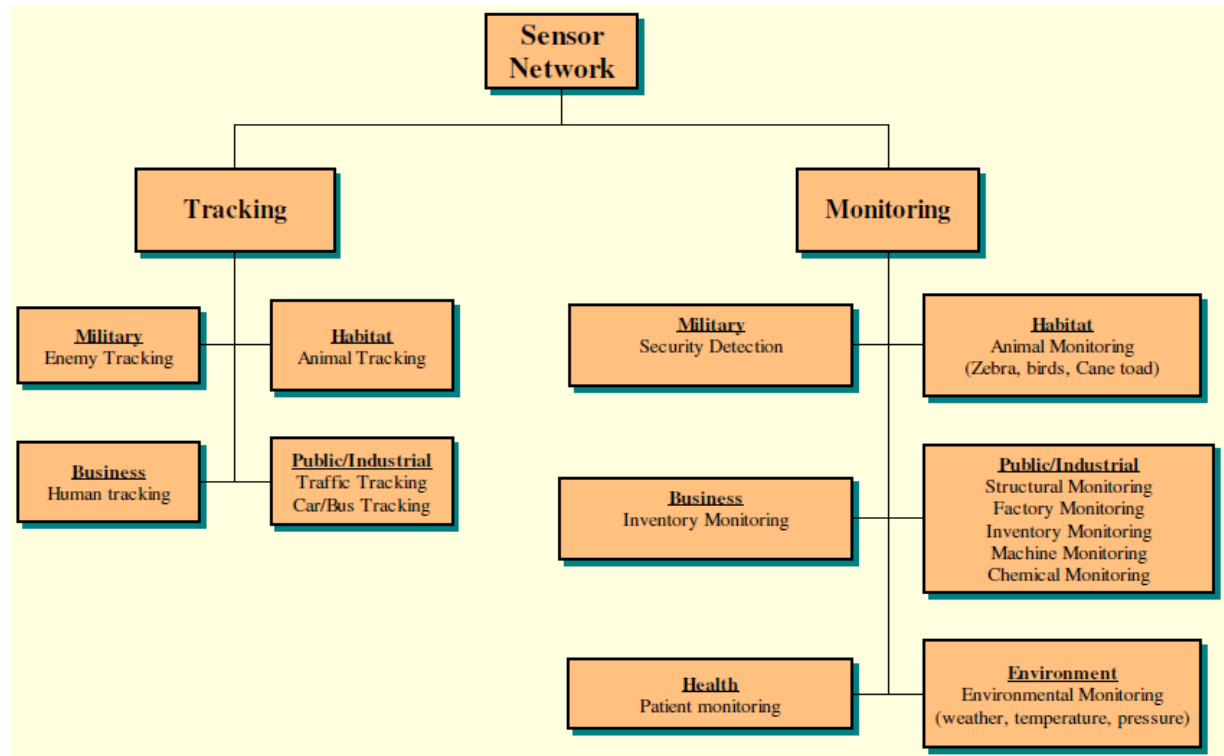 Sensor
Network
Tracking
Monitoring
Military
Enemy Tracking
Habitat
Animal Tracking
Business
Human tracking
Public/Industrial
Traffic Tracking
Car/Bus Tracking
Military
Security Detection
Habitat
Animal Monitoring
(Zebra, birds, Cane toad)
Business
Inventory Monitoring
Public/Industrial
Structural Monitoring
Factory Monitoring
Inventory Monitoring
Machine Monitoring
Chemical Monitoring
Health
Patient monitoring
Environment
Environmental Monitoring
(weather, temperature, pressure)